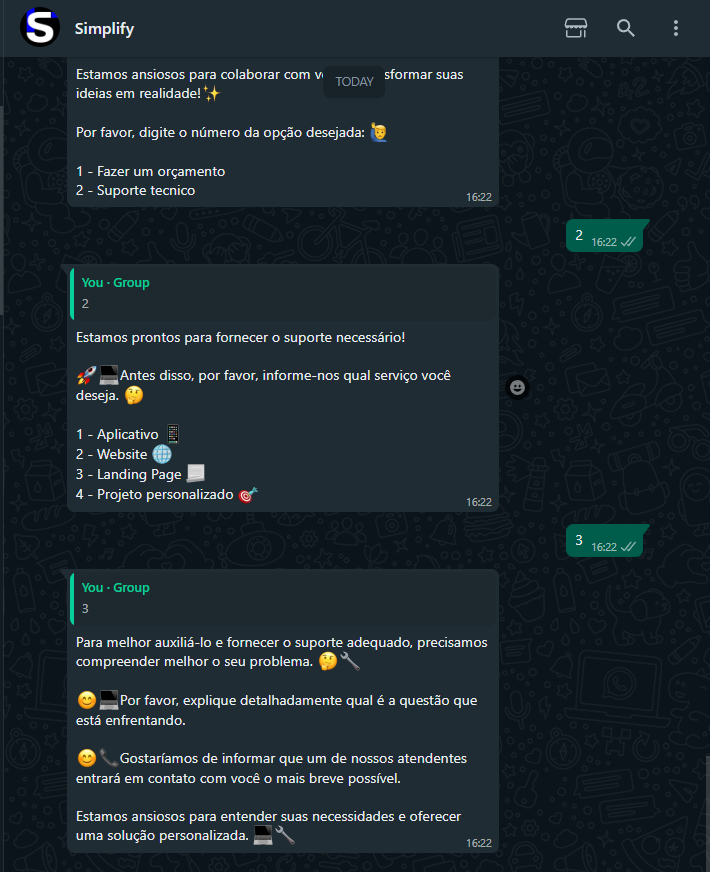 S
Simplify
Estamos ansiosos para colaborar com
TODAY
sformar suas
ideias em realidade!✨
Por favor, digite o número da opção desejada: 🙋‍♂️
1 - Fazer um orçamento
2 - Suporte tecnico
16:22
2 16:22
You · Group
2
Estamos prontos para fornecer o suporte necessário!
🚀💻Antes disso, por favor, informe-nos qual serviço você
deseja. 🤔
1 - Aplicativo 📱
2 - Website 🌐
3 - Landing Page 📃
4 - Projeto personalizado 🎯
16:22
3 16:22
You · Group
3
Para melhor auxiliá-lo e fornecer o suporte adequado, precisamos
compreender melhor o seu problema. 🤔🔧
😊💻Por favor, explique detalhadamente qual é a questão que
está enfrentando.
😊📞Gostaríamos de informar que um de nossos atendentes
entrará em contato com você o mais breve possível.
Estamos ansiosos para entender suas necessidades e oferecer
uma solução personalizada. 💻🔧
16:22